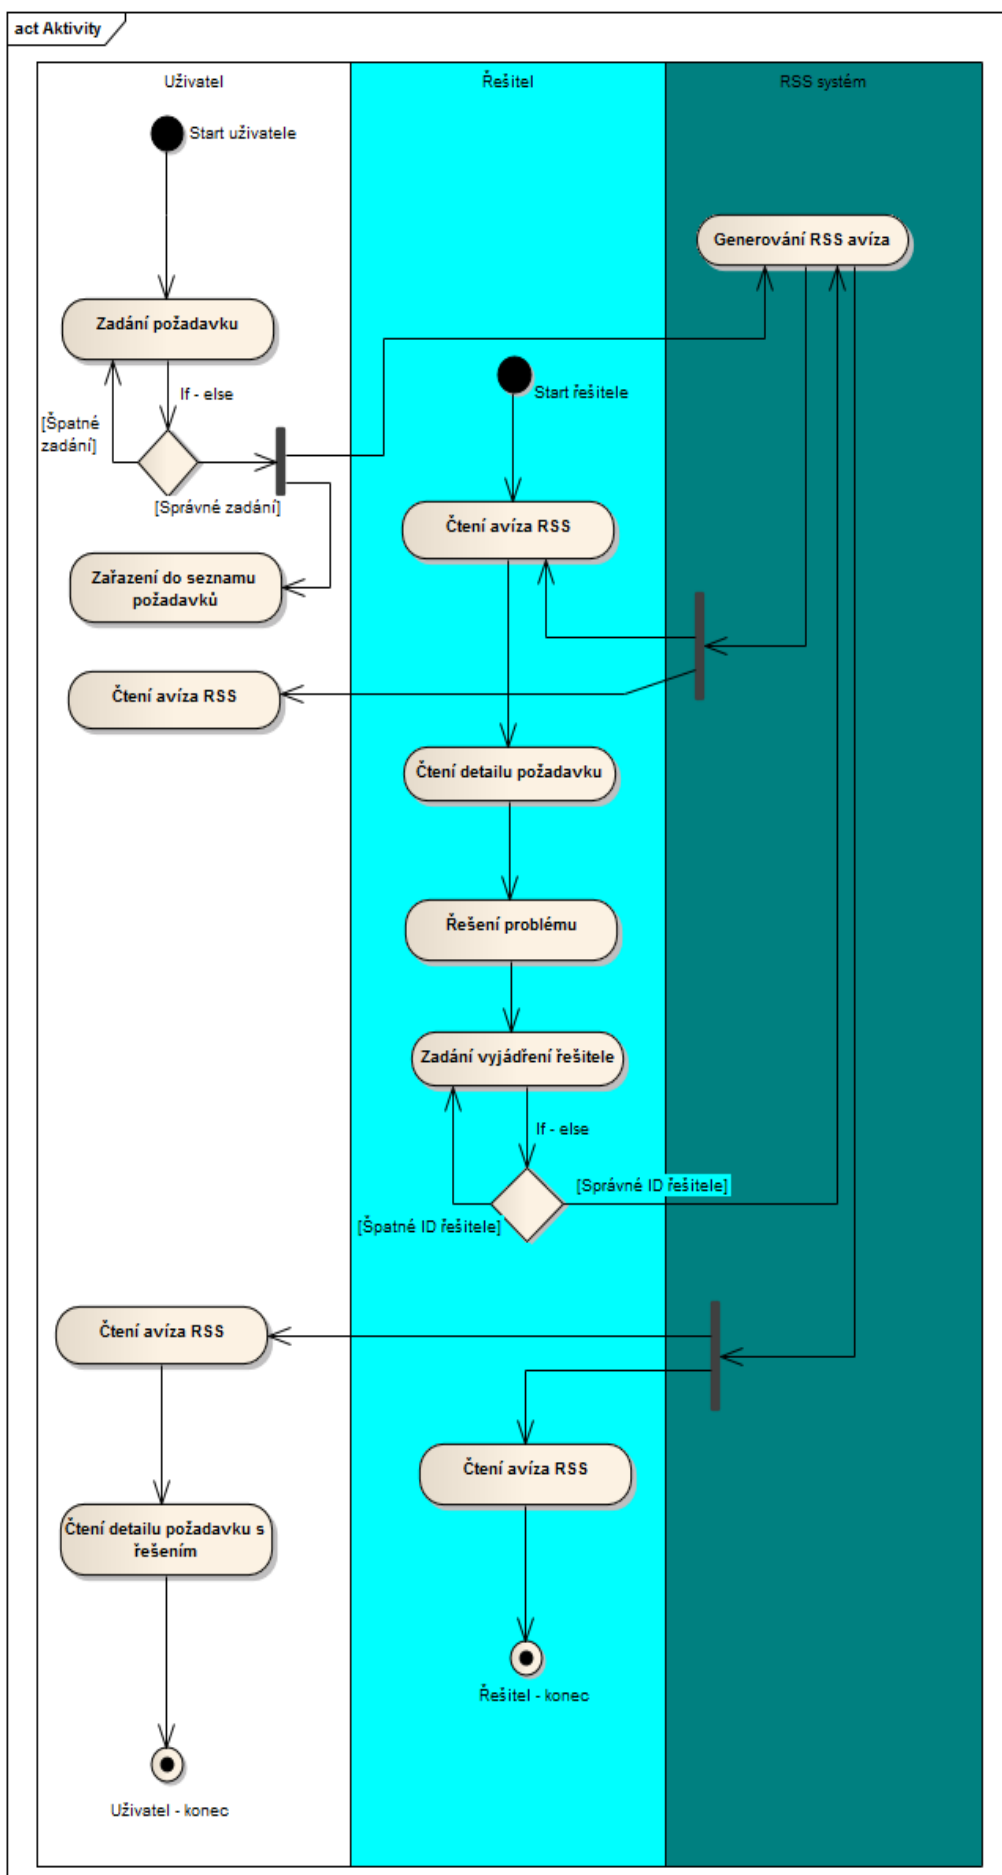 act Aktivity
Uživatel
Řešitel
RSS systém
Start uživatele
Generování RSS avíza
Zadání požadavku
If - else
Start řešitele
[Špatné
zadání]
[Správné zadání]
Čtení avíza RSS
Zařazení do seznamu
požadavků
Čtení avíza RSS
Čtení detailu požadavku
Řešení problému
Zadání vyjádření řešitele
If - else
[Správné ID řešitele]
[Špatné ID řešitele]
Čtení avíza RSS
Čtení avíza RSS
Čtení detailu požadavku s
řešením
Řešitel - konec
Uživatel - konec